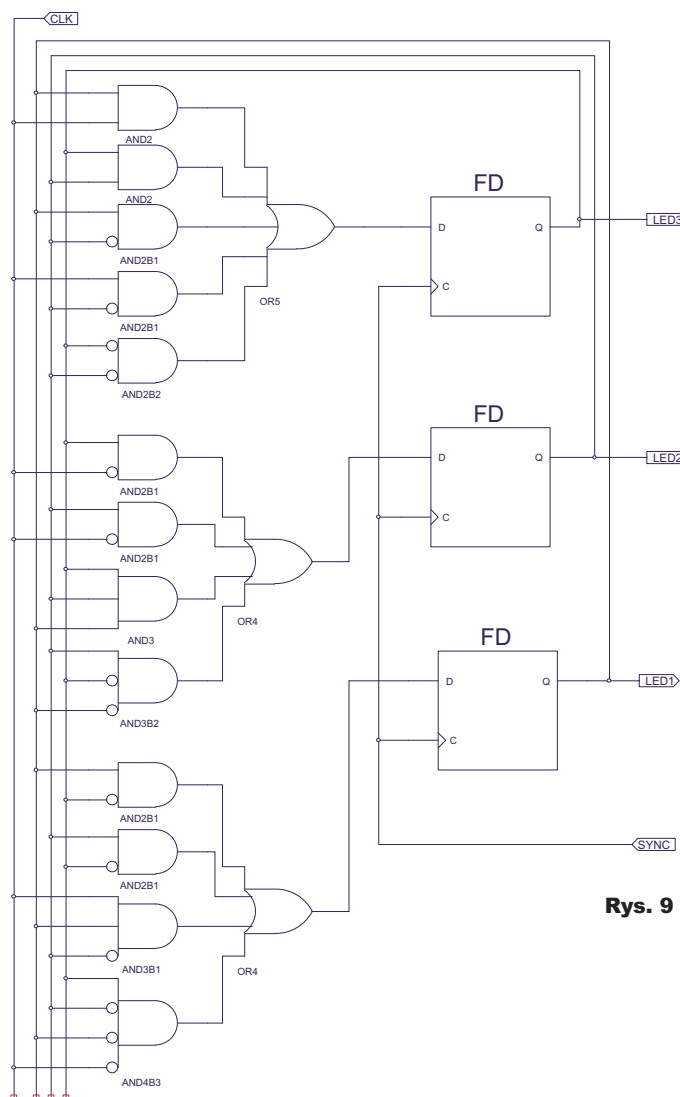 CLK
AND2
AND2
FD
D
Q
LED3
AND2B1
C
AND2B1
OR5
AND2B2
FD
D
Q
LED2
AND2B1
C
AND2B1
OR4
AND3
FD
D
Q
LED1
AND3B2
C
AND2B1
SYNC
AND2B1
Rys. 9
AND3B1
OR4
AND4B3